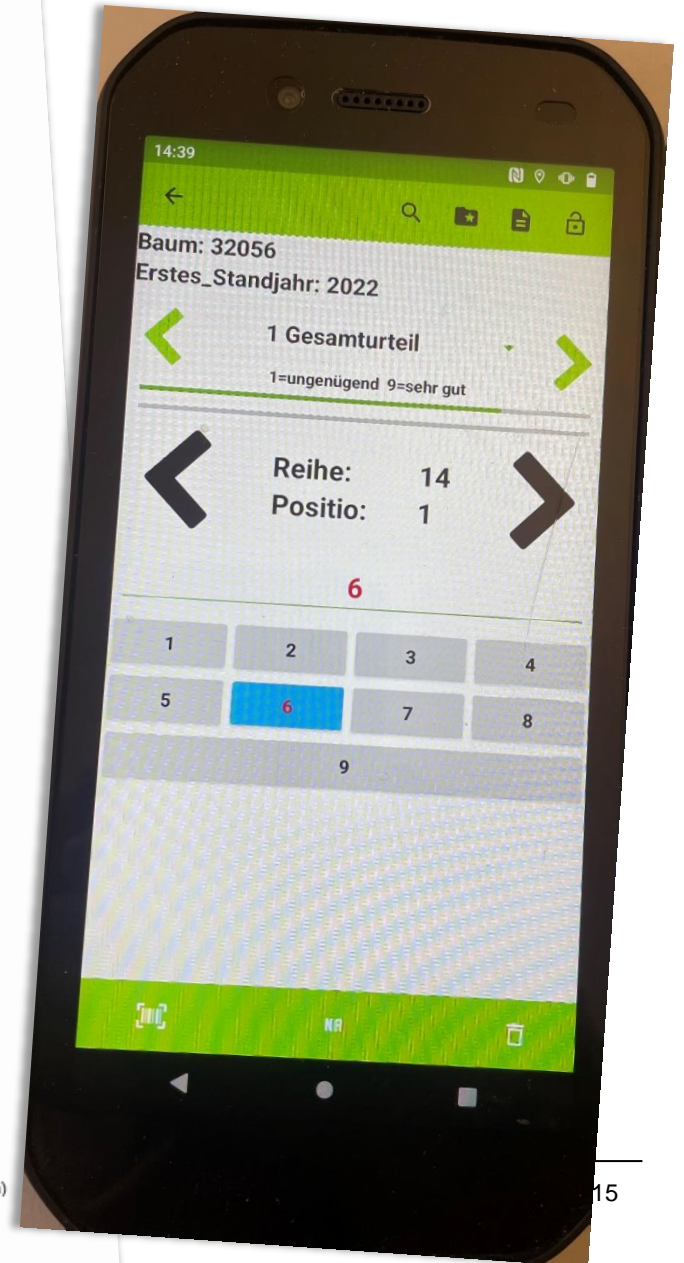 14:39
Baum: 32056
Erstes_Standjahr: 2022
1 Gesamturteil
1=ungenügend 9=sehr gut
Reihe: 14
Positio: 1
6
1 2 3 4
5 6 7 8
9
NA
)
15